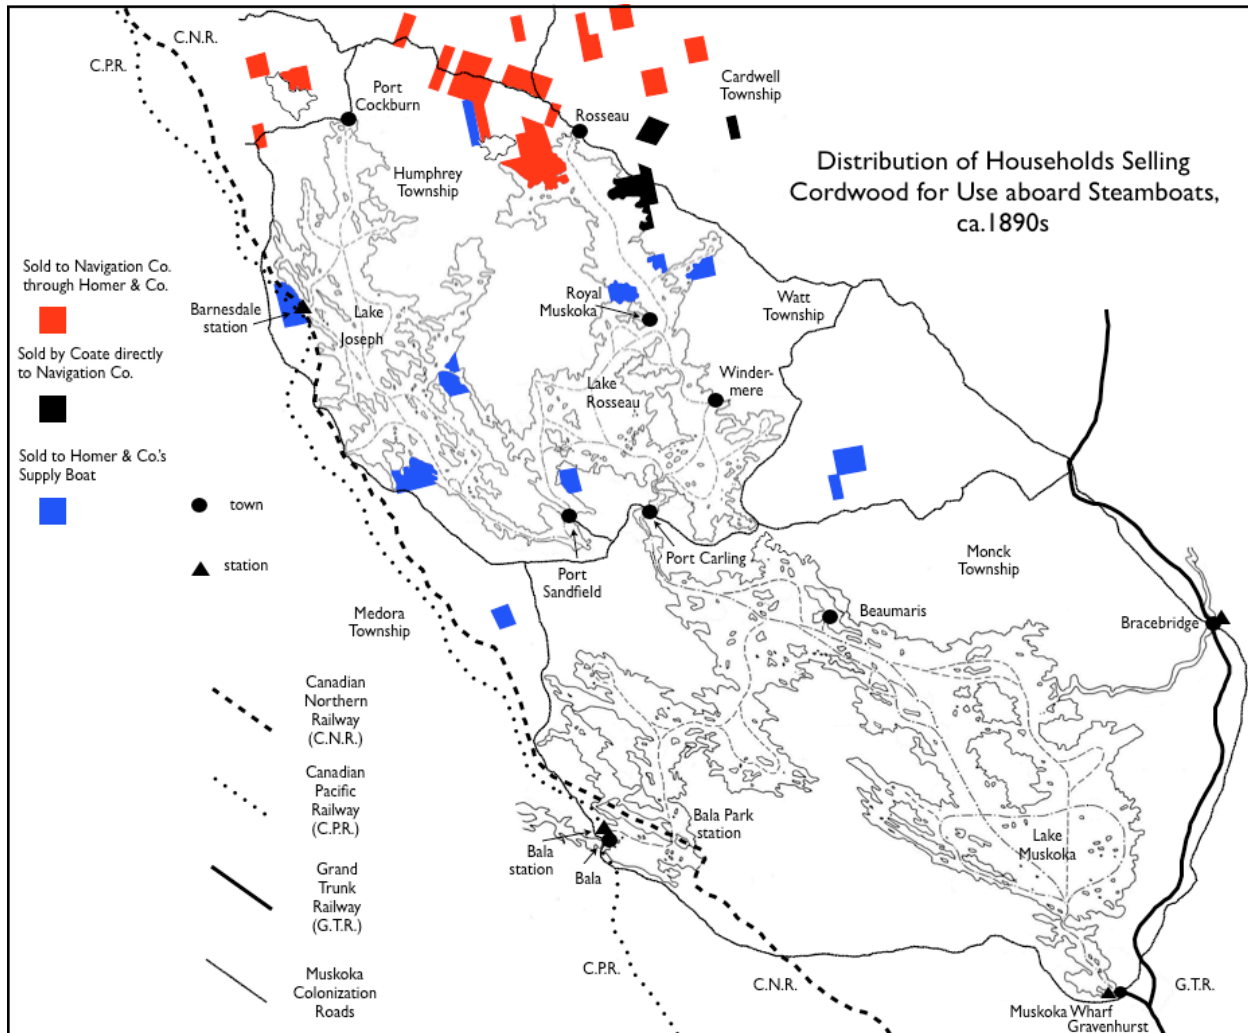 C.N.R.
C.P.R.
Port
Cockburn
Rosseau
Cardwell
Township
Distribution of Households Selling
Cordwood for Use aboard Steamboats,
ca.1890s
Humphrey
Township
Sold to Navigation Co.
through Homer & Co.
Barnesdale
station
Lake
Joseph
Royal
Muskoka
Watt
Township
Sold by Coate directly
to Navigation Co.
Lake
Rosseau
Winder-
mere
Sold to Homer & Co.'s
Supply Boat
town
station
Port
Sandfield
Port Carling
Monck
Township
Medora
Township
Beaumaris
Bracebridge
Canadian
Northern
Railway
(C.N.R.)
Canadian
Pacific
Railway
(C.P.R.)
Bala Park
station
Bala
station
Bala
Lake
Muskoka
Grand
Trunk
Railway
(G.T.R.)
Muskoka
Colonization
Roads
C.P.R.
C.N.R.
G.T.R.
Muskoka Wharf
Gravenhurst